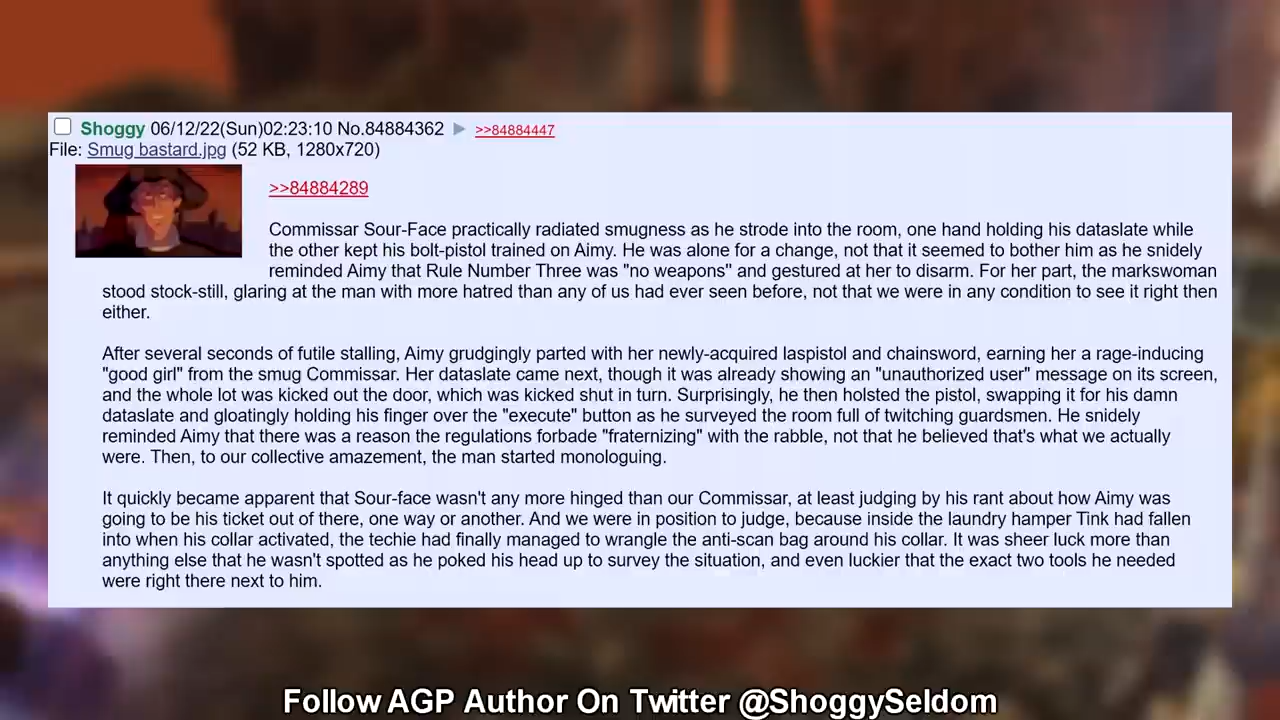 Shoggy 06/12/22(Sun)02:23:10 No.84884362 ▶ >>84884447
File: Smug bastard.jpg (52 KB, 1280x720)
>>84884289
Commissar Sour-Face practically radiated smugness as he strode into the room, one hand holding his dataslate while
the other kept his bolt-pistol trained on Aimy. He was alone for a change, not that it seemed to bother him as he snidely
reminded Aimy that Rule Number Three was "no weapons" and gestured at her to disarm. For her part, the markswoman
stood stock-still, glaring at the man with more hatred than any of us had ever seen before, not that we were in any condition to see it right then
either.
After several seconds of futile stalling, Aimy grudgingly parted with her newly-acquired laspistol and chainsword, earning her a rage-inducing
"good girl" from the smug Commissar. Her dataslate came next, though it was already showing an "unauthorized user" message on its screen,
and the whole lot was kicked out the door, which was kicked shut in turn. Surprisingly, he then holsted the pistol, swapping it for his damn
dataslate and gloatingly holding his finger over the "execute" button as he surveyed the room full of twitching guardsmen. He snidely
reminded Aimy that there was a reason the regulations forbade "fraternizing" with the rabble, not that he believed that's what we actually
were. Then, to our collective amazement, the man started monologuing.
It quickly became apparent that Sour-face wasn't any more hinged than our Commissar, at least judging by his rant about how Aimy was
going to be his ticket out of there, one way or another. And we were in position to judge, because inside the laundry hamper Tink had fallen
into when his collar activated, the techie had finally managed to wrangle the anti-scan bag around his collar. It was sheer luck more than
anything else that he wasn't spotted as he poked his head up to survey the situation, and even luckier that the exact two tools he needed
were right there next to him.
Follow AGP Author On Twitter @ShoggySeldom